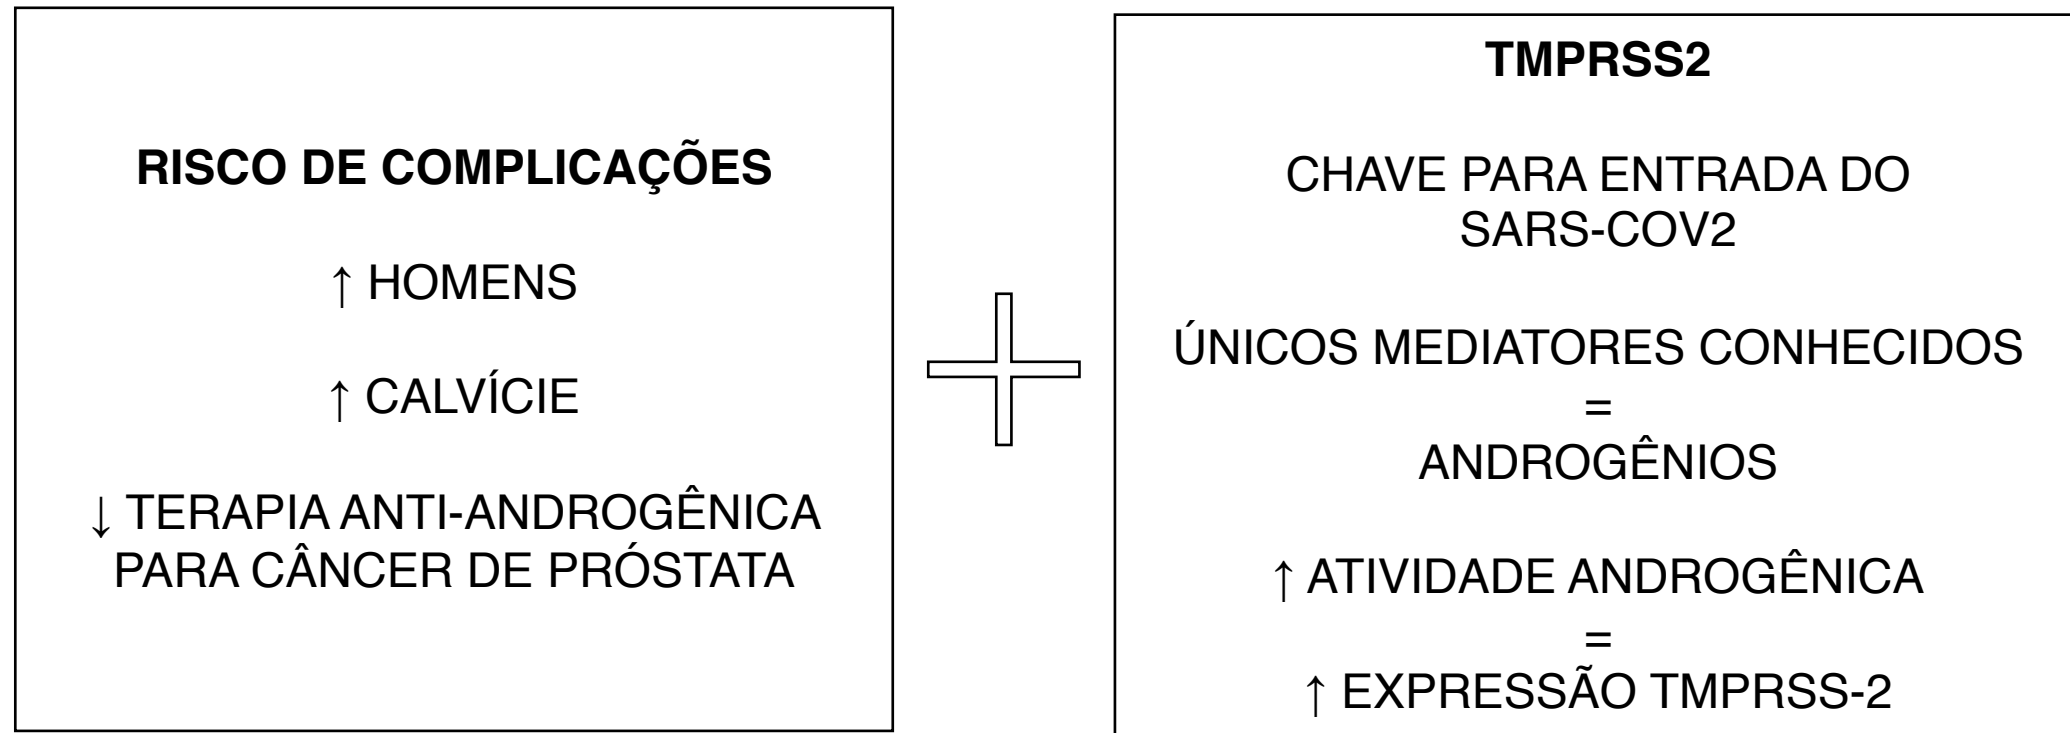 RISCO DE COMPLICAÇÕES
↑ HOMENS
↑ CALVÍCIE
↓ TERAPIA ANTI-ANDROGÊNICA
PARA CÂNCER DE PRÓSTATA
TMPRSS2
CHAVE PARA ENTRADA DO
SARS-COV2
ÚNICOS MEDIATORES CONHECIDOS
=
ANDROGÊNIOS
↑ ATIVIDADE ANDROGÊNICA
=
↑ EXPRESSÃO TMPRSS-2